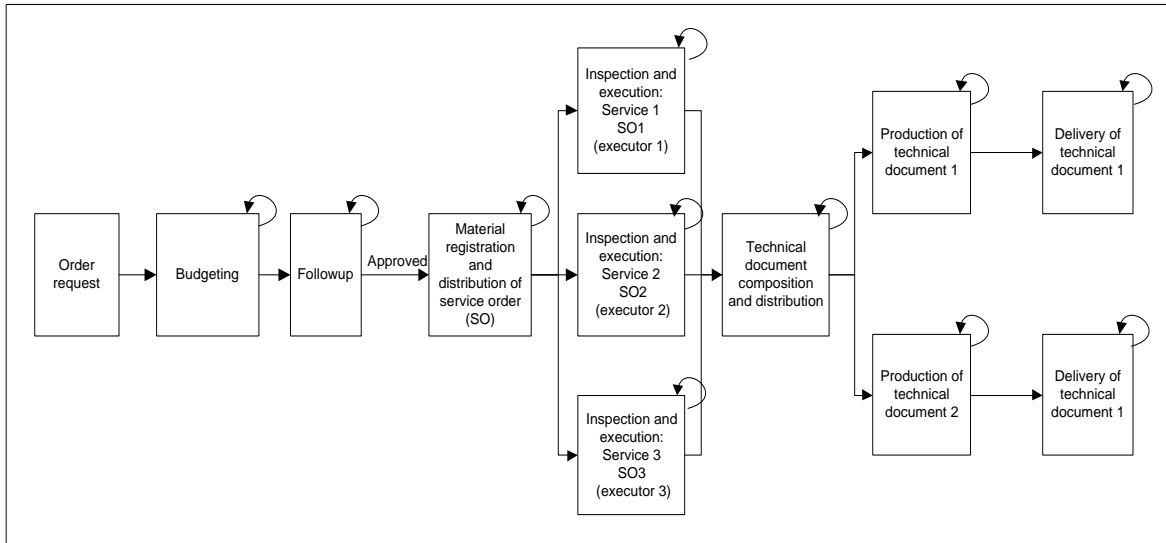 Order
request
Budgeting
Followup
Approved
Material
registration
and
distribution of
service order
(SO)
Inspection and
execution:
Service 1
SO1
(executor 1)
Inspection and
execution:
Service 2
SO2
(executor 2)
Inspection and
execution:
Service 3
SO3
(executor 3)
Technical
document
composition
and distribution
Production of
technical
document 1
Delivery of
technical
document 1
Production of
technical
document 2
Delivery of
technical
document 1